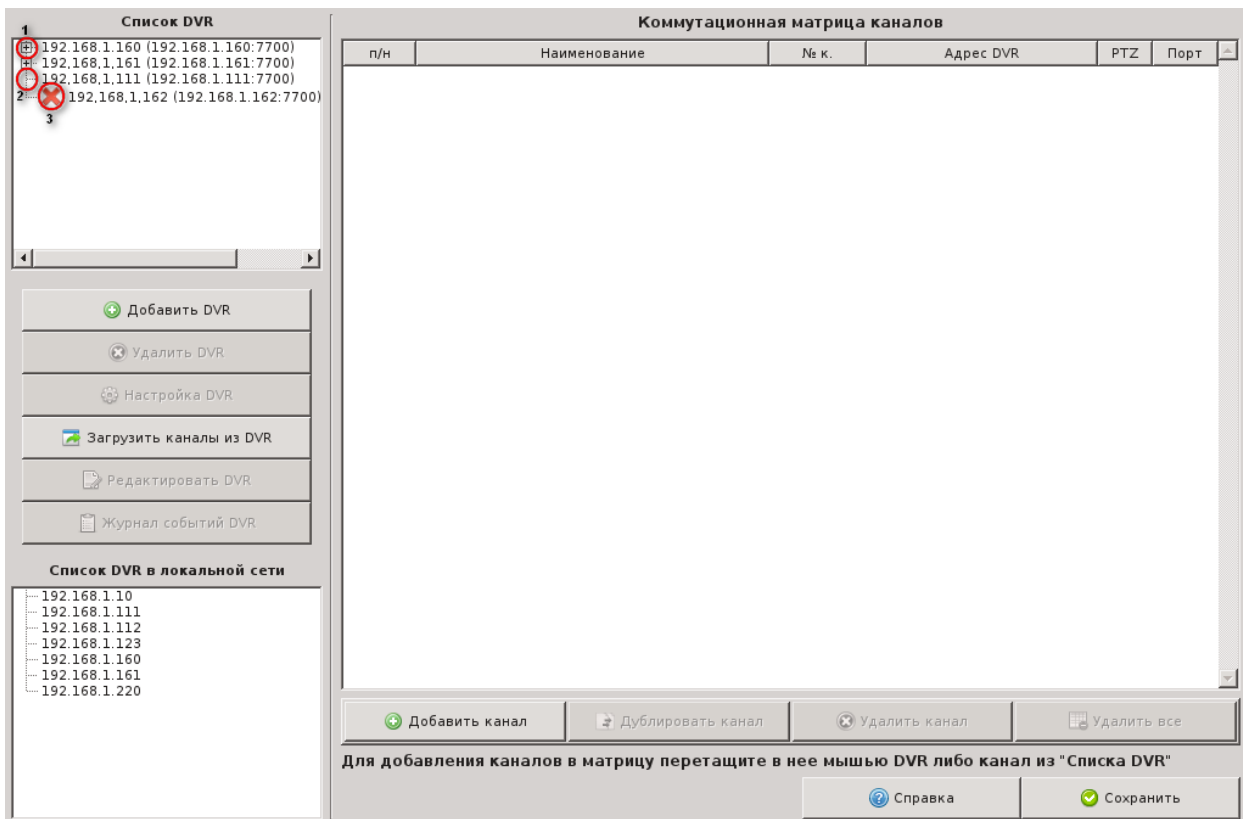 Список DVR
1
192.168.1.160 (192.168.1.160:7700)
192,168,1,161 (192.168.1.161:7700)
192,168,1,111 (192.168.1.111:7700)
2
192,168,1,162 (192.168.1.162:7700)
3
Добавить DVR
Удалить DVR
Настройка DVR
Загрузить каналы из DVR
Редактировать DVR
Журнал событий DVR
Список DVR в локальной сети
192.168.1.10
192.168.1.111
192.168.1.112
192.168.1.123
192.168.1.160
192.168.1.161
192.168.1.220
Коммутационная матрица каналов
п/н Наименование № к. Адрес DVR PTZ Порт
Добавить канал Дублировать канал Удалить канал Удалить все
Для добавления каналов в матрицу перетащите в нее мышью DVR либо канал из "Списка DVR"
Справка Сохранить